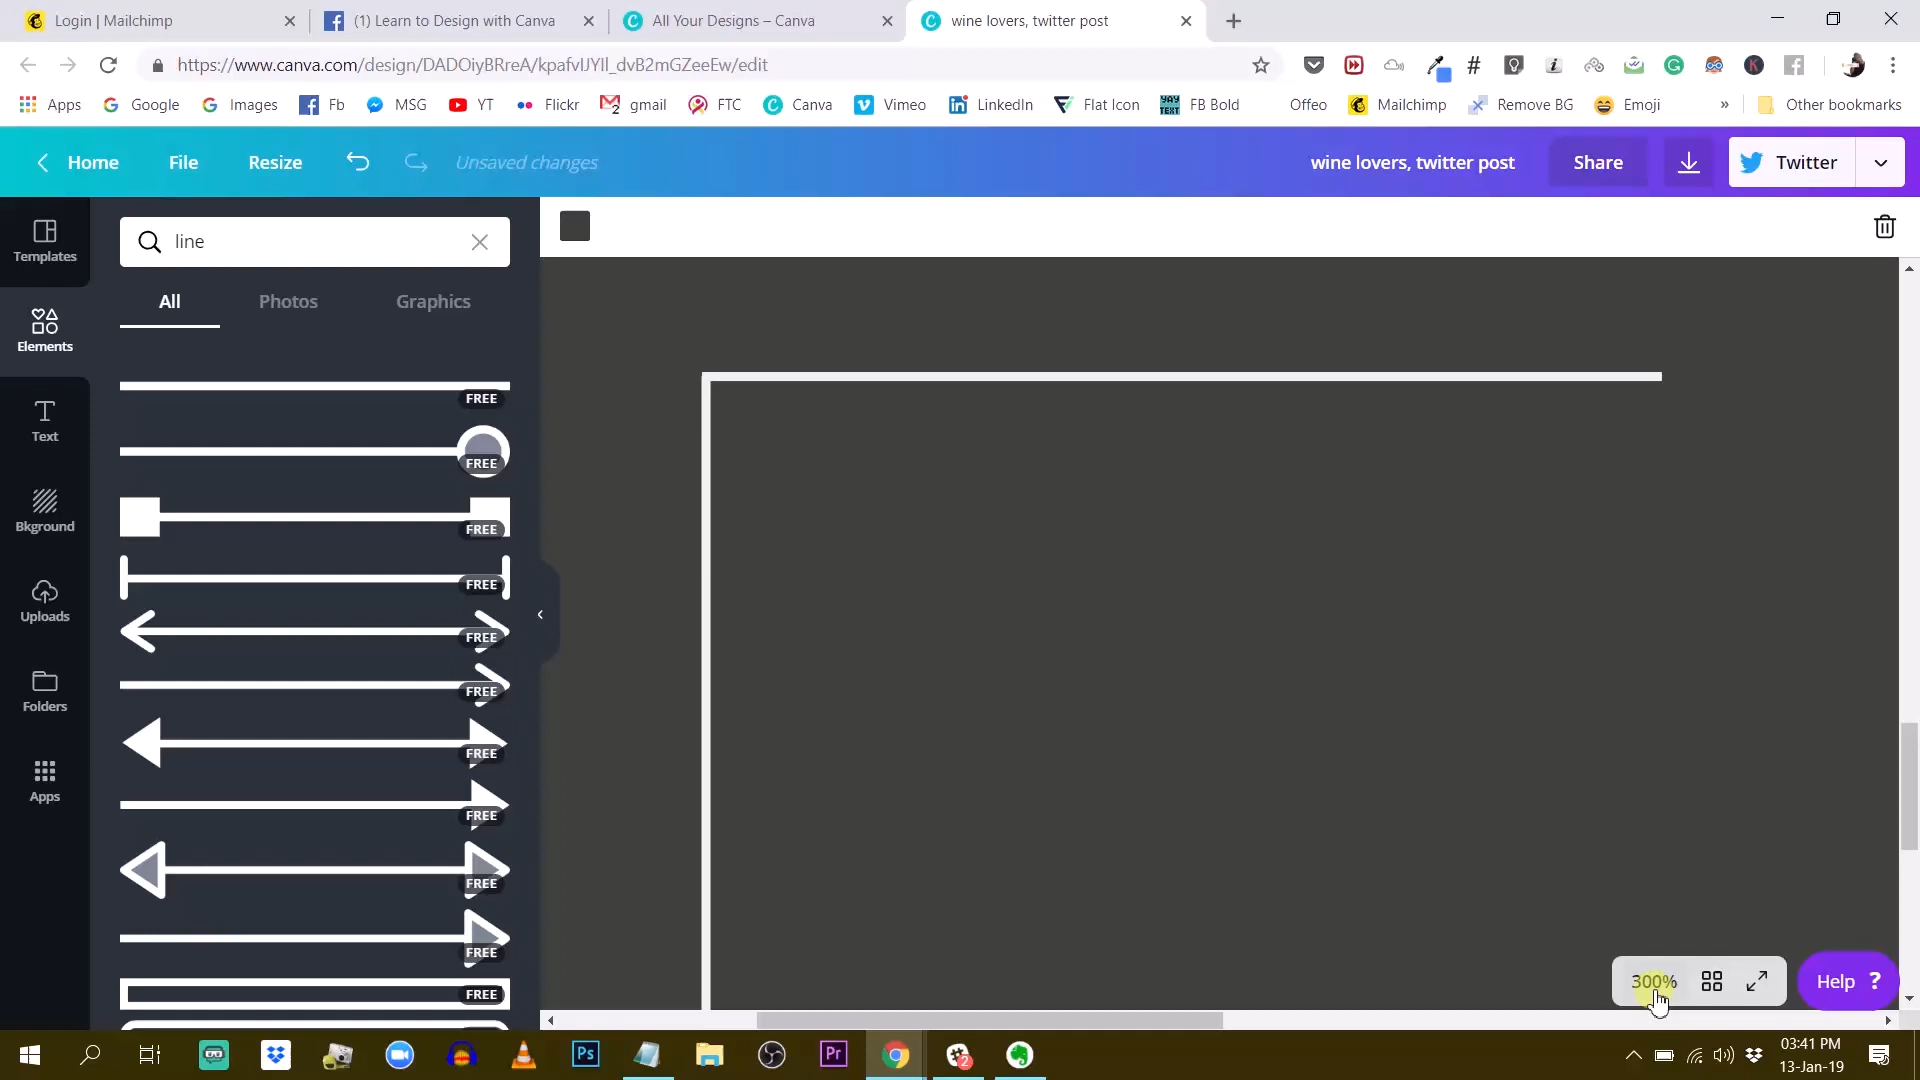 Login | Mailchimp
(1) Learn to Design with Canva
All Your Designs – Canva
wine lovers, twitter post
https://www.canva.com/design/DADOiyBRreA/kpafvIJYIl_dvB2mGZeeEw/edit
Apps Google Images Fb MSG YT Flickr gmail FTC Canva Vimeo LinkedIn Flat Icon FB Bold Offeo Mailchimp Remove BG Emoji » Other bookmarks
Home File Resize Unsaved changes wine lovers, twitter post Share Twitter
Templates
Elements
Text
Bkground
Uploads
Folders
Apps
line
All Photos Graphics
FREE
FREE
FREE
FREE
FREE
FREE
FREE
FREE
FREE
FREE
FREE
300%
Help ?
Ps
Pr
2
03:41 PM
13-Jan-19